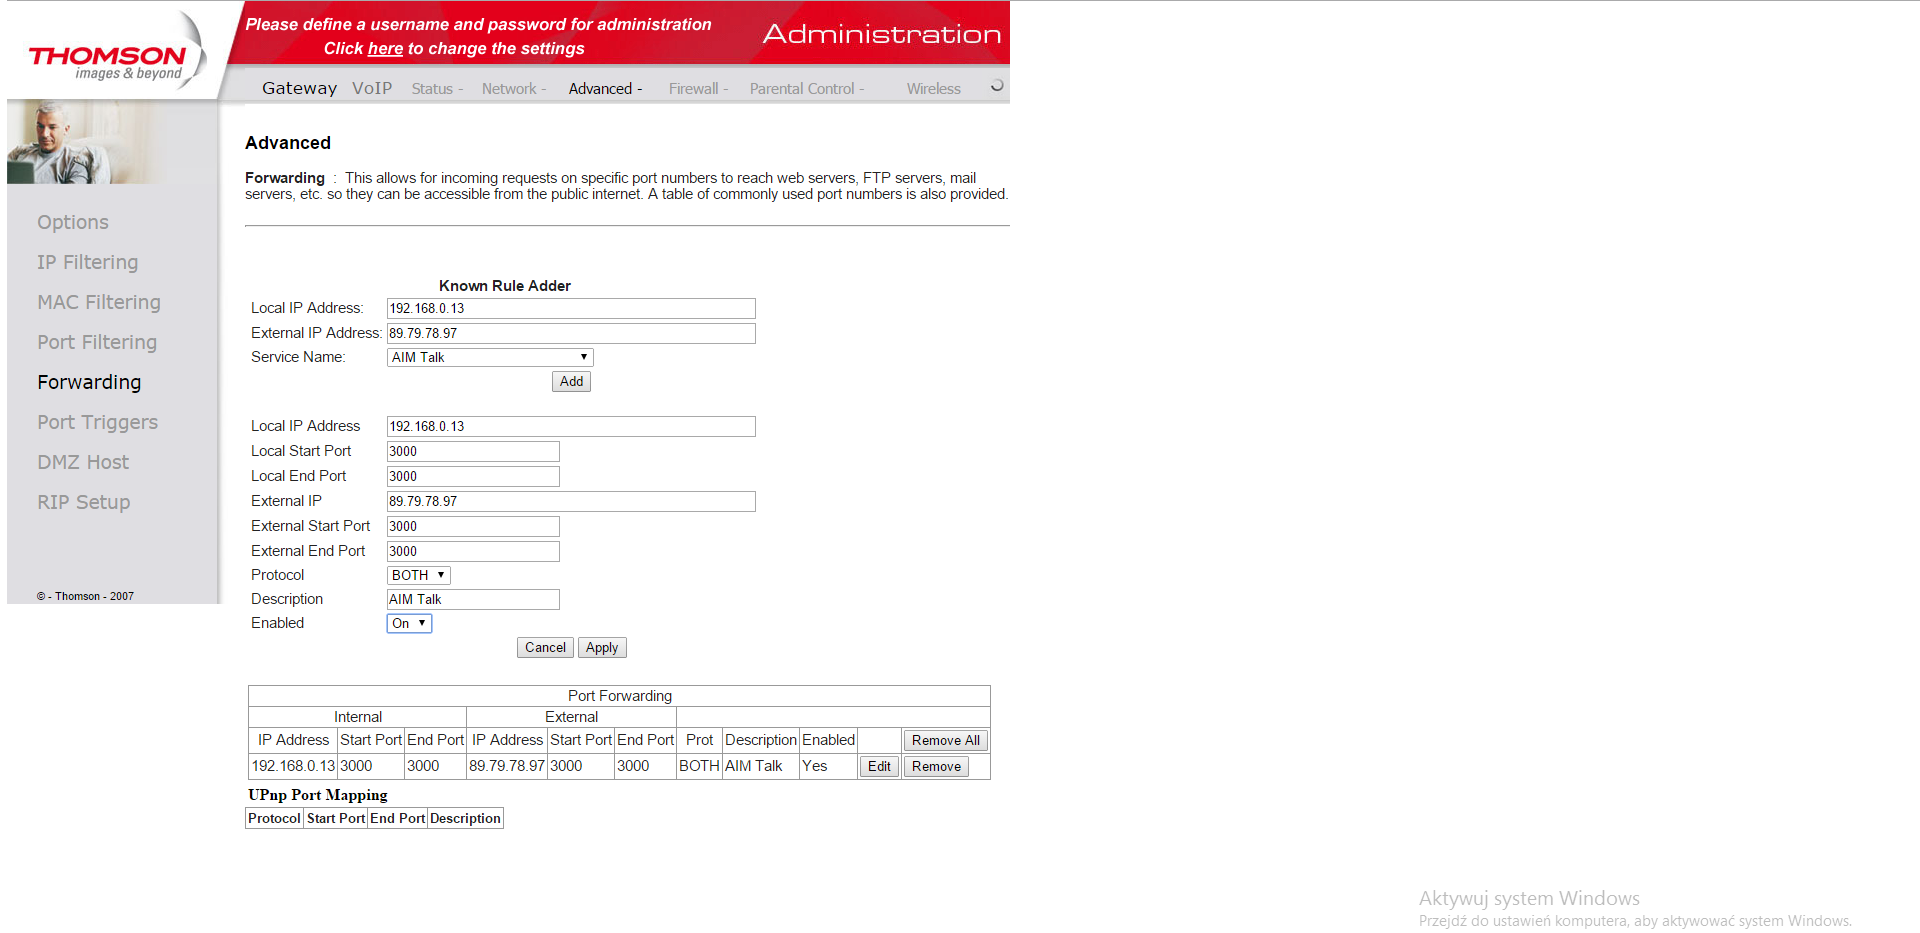 THOMSON
images & beyond
Please define a username and password for administration
Click here to change the settings
Administration
Gateway VoIP Status - Network - Advanced - Firewall - Parental Control - Wireless
Options
IP Filtering
MAC Filtering
Port Filtering
Forwarding
Port Triggers
DMZ Host
RIP Setup
© - Thomson - 2007
Advanced
Forwarding : This allows for incoming requests on specific port numbers to reach web servers, FTP servers, mail
servers, etc. so they can be accessible from the public internet. A table of commonly used port numbers is also provided.
Known Rule Adder
Local IP Address: 192.168.0.13
External IP Address: 89.79.78.97
Service Name: AIM Talk
Add
Local IP Address 192.168.0.13
Local Start Port 3000
Local End Port 3000
External IP 89.79.78.97
External Start Port 3000
External End Port 3000
Protocol BOTH
Description AIM Talk
Enabled On
Cancel Apply
Port Forwarding
Internal External
IP Address Start Port End Port IP Address Start Port End Port Prot Description Enabled Remove All
192.168.0.13 3000 3000 89.79.78.97 3000 3000 BOTH AIM Talk Yes Edit Remove
UPnp Port Mapping
Protocol Start Port End Port Description
Aktywuj system Windows
Przejdź do ustawień komputera, aby aktywować system Windows.